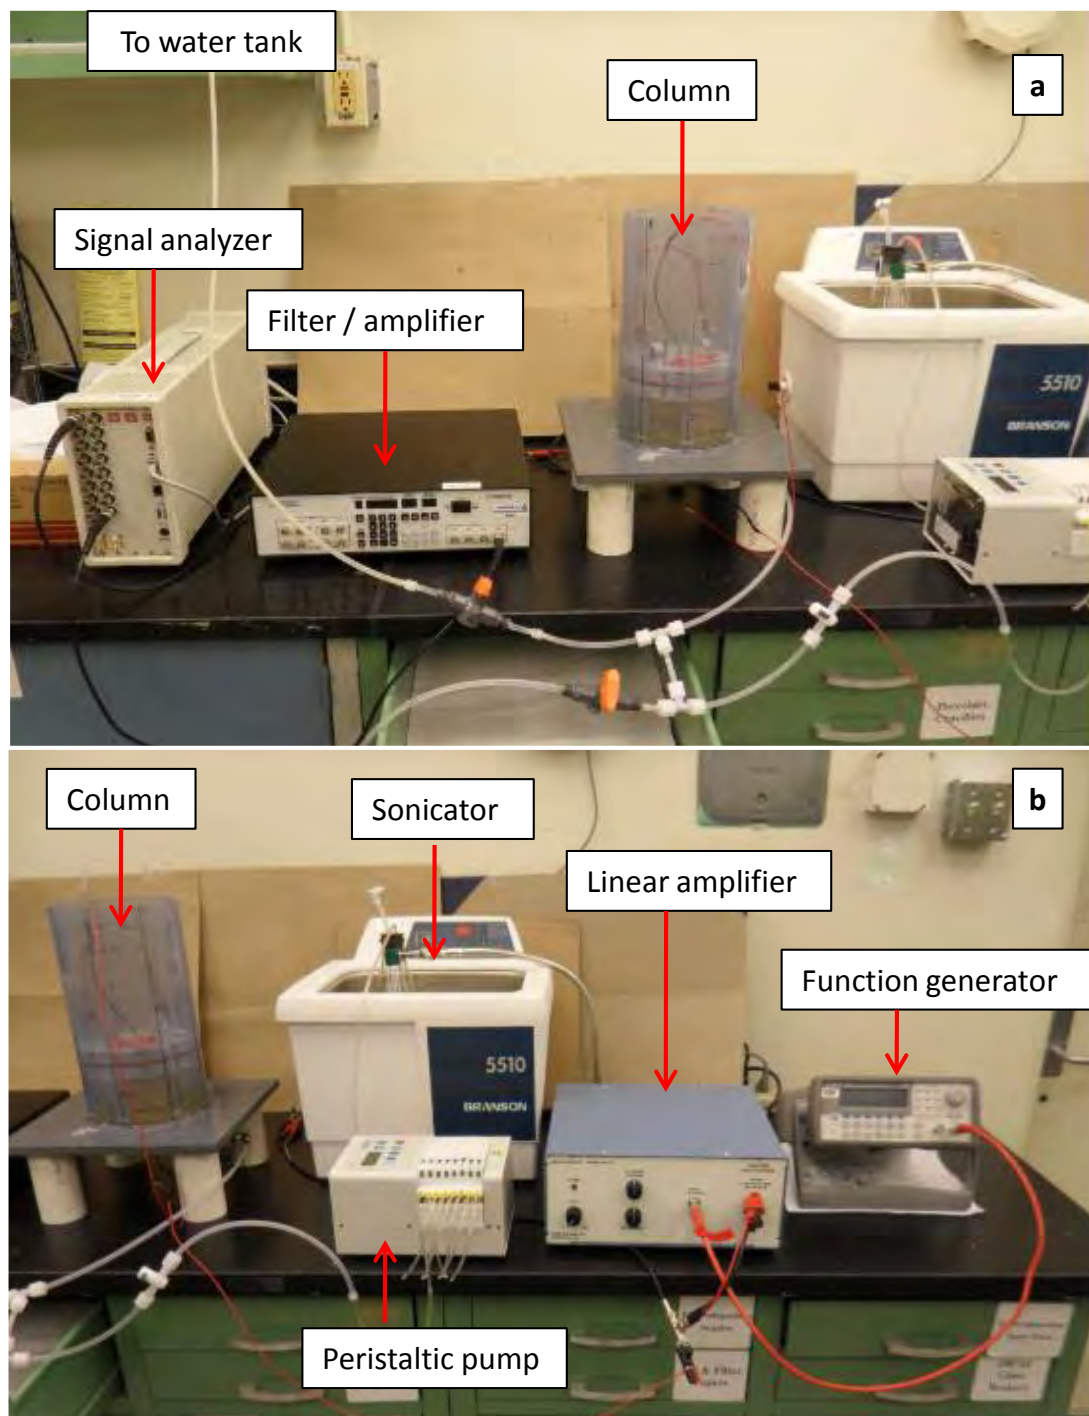 To water tank
Column
a
Signal analyzer
Filter / amplifier
5510
BRANSON
Column
Sonicator
b
Linear amplifier
Function generator
5510
BRANSON
Peristaltic pump